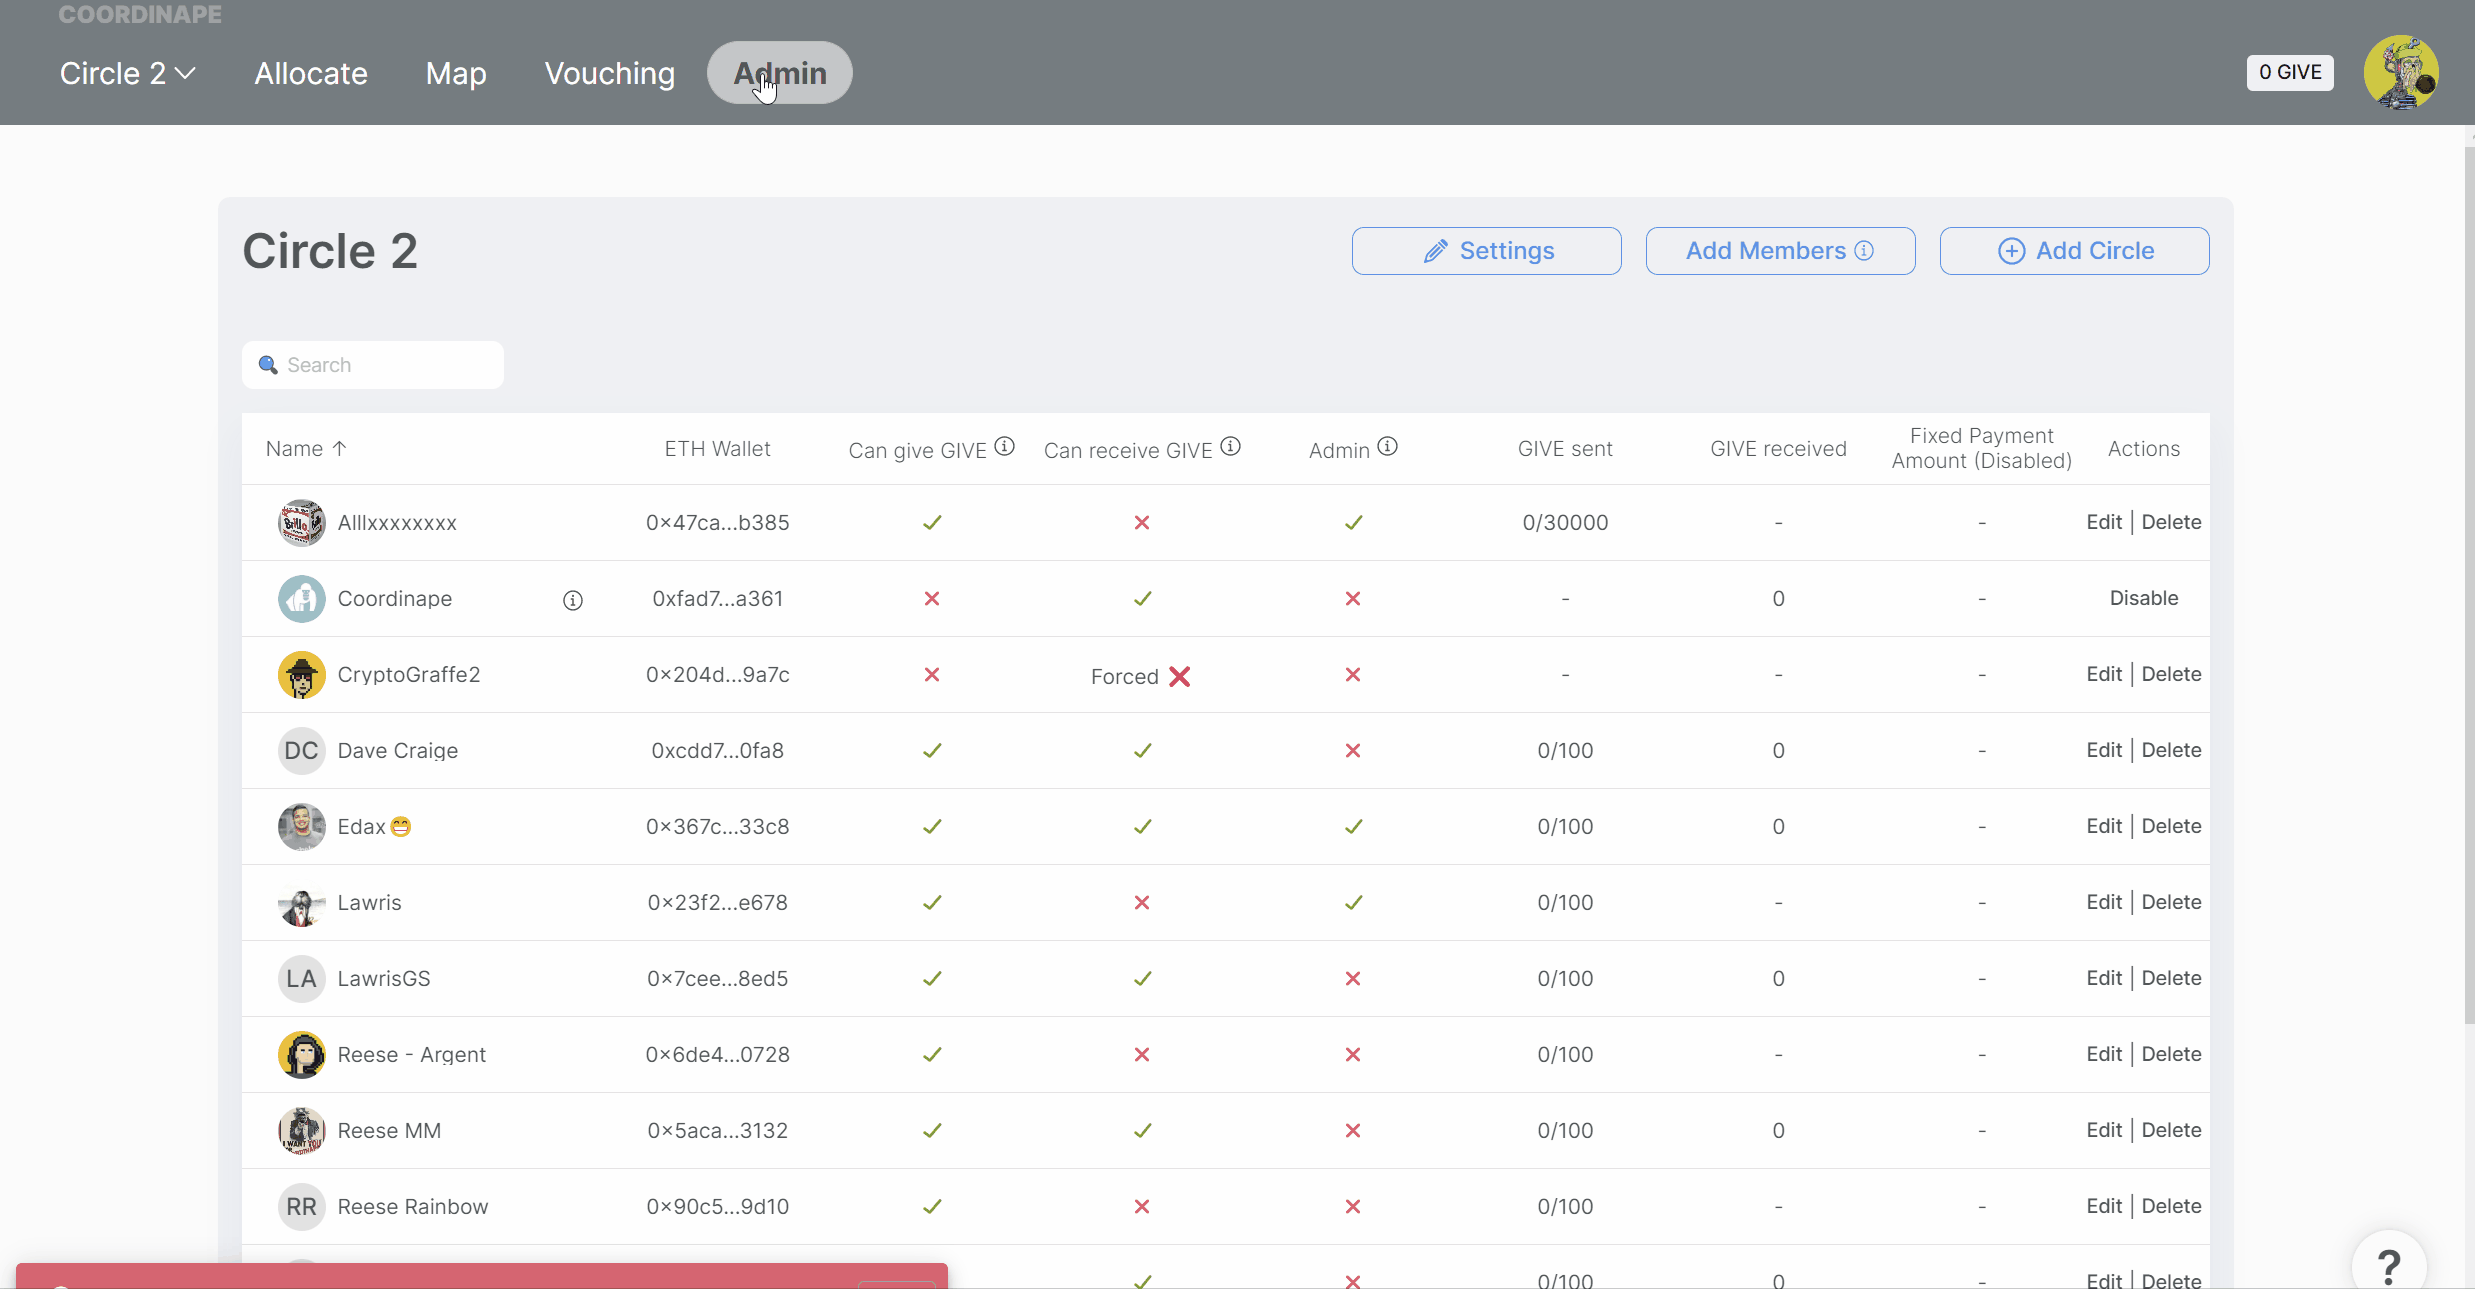 COORDINAPE
Circle 2 Allocate Map Vouching Admin 0 GIVE
Circle 2 Settings Add Members Add Circle
Search
Name ↑ ETH Wallet Can give GIVE Can receive GIVE Admin GIVE sent GIVE received Fixed Payment Amount (Disabled) Actions
Alllxxxxxxxx 0x47ca...b385 ✓ ✕ ✓ 0/30000 - - Edit | Delete
Coordinape 0xfad7...a361 ✕ ✓ ✕ - 0 - Disable
CryptoGraffe2 0x204d...9a7c ✕ Forced ❌ ✕ - - - Edit | Delete
DC Dave Craige 0xcdd7...0fa8 ✓ ✓ ✕ 0/100 0 - Edit | Delete
Edax😁 0x367c...33c8 ✓ ✓ ✓ 0/100 0 - Edit | Delete
Lawris 0x23f2...e678 ✓ ✕ ✓ 0/100 - - Edit | Delete
LA LawrisGS 0x7cee...8ed5 ✓ ✓ ✕ 0/100 0 - Edit | Delete
Reese - Argent 0x6de4...0728 ✓ ✕ ✕ 0/100 - - Edit | Delete
Reese MM 0x5aca...3132 ✓ ✓ ✕ 0/100 0 - Edit | Delete
RR Reese Rainbow 0x90c5...9d10 ✓ ✕ ✕ 0/100 - - Edit | Delete
✓ ✕ 0/100 0 - Edit | Delete
?